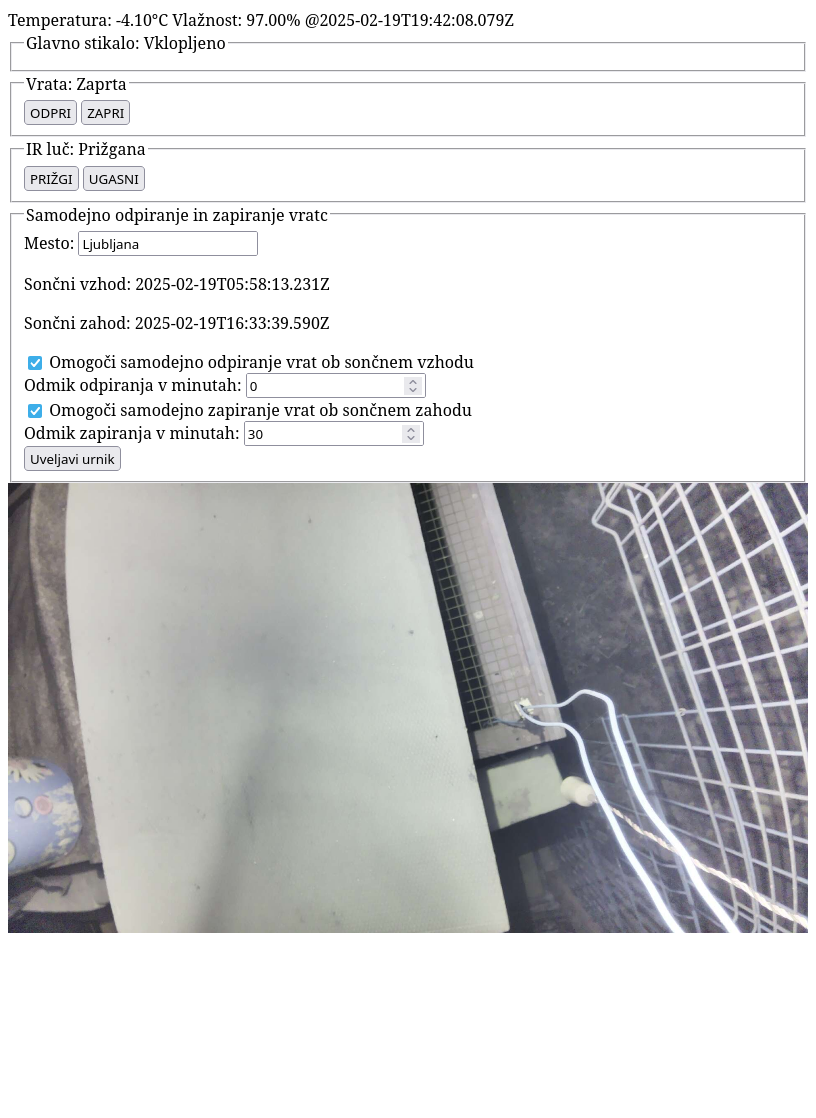 Temperatura: -4.10°C Vlažnost: 97.00% @2025-02-19T19:42:08.079Z
Glavno stikalo: Vklopljeno
Vrata: Zaprta
ODPRI ZAPRI
IR luč: Prižgana
PRIŽGI UGASNI
Samodejno odpiranje in zapiranje vratc
Mesto: Ljubljana
Sončni vzhod: 2025-02-19T05:58:13.231Z
Sončni zahod: 2025-02-19T16:33:39.590Z
Omogoči samodejno odpiranje vrat ob sončnem vzhodu
Odmik odpiranja v minutah: 0
Omogoči samodejno zapiranje vrat ob sončnem zahodu
Odmik zapiranja v minutah: 30
Uveljavi urnik